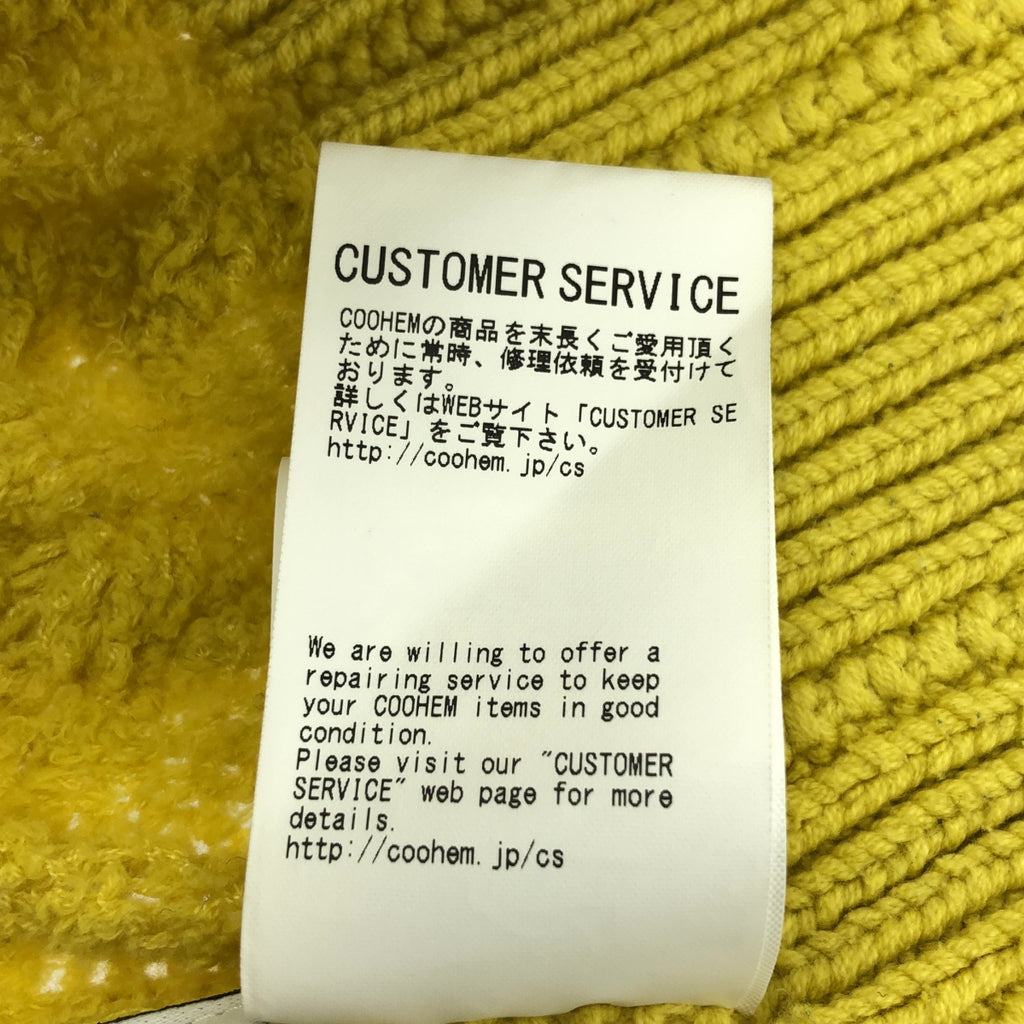 CUSTOMER SERVICE
COOHEMの商品を末長くご愛用頂く
ために常時、修理依頼を受付けて
おります。
詳しくはWEBサイト「CUSTOMER SE
RVICE」をご覧下さい。
http://coohem.jp/cs
We are willing to offer a
repairing service to keep
your COOHEM items in good
condition.
Please visit our "CUSTOMER
SERVICE" web page for more
details.
http://coohem.jp/cs